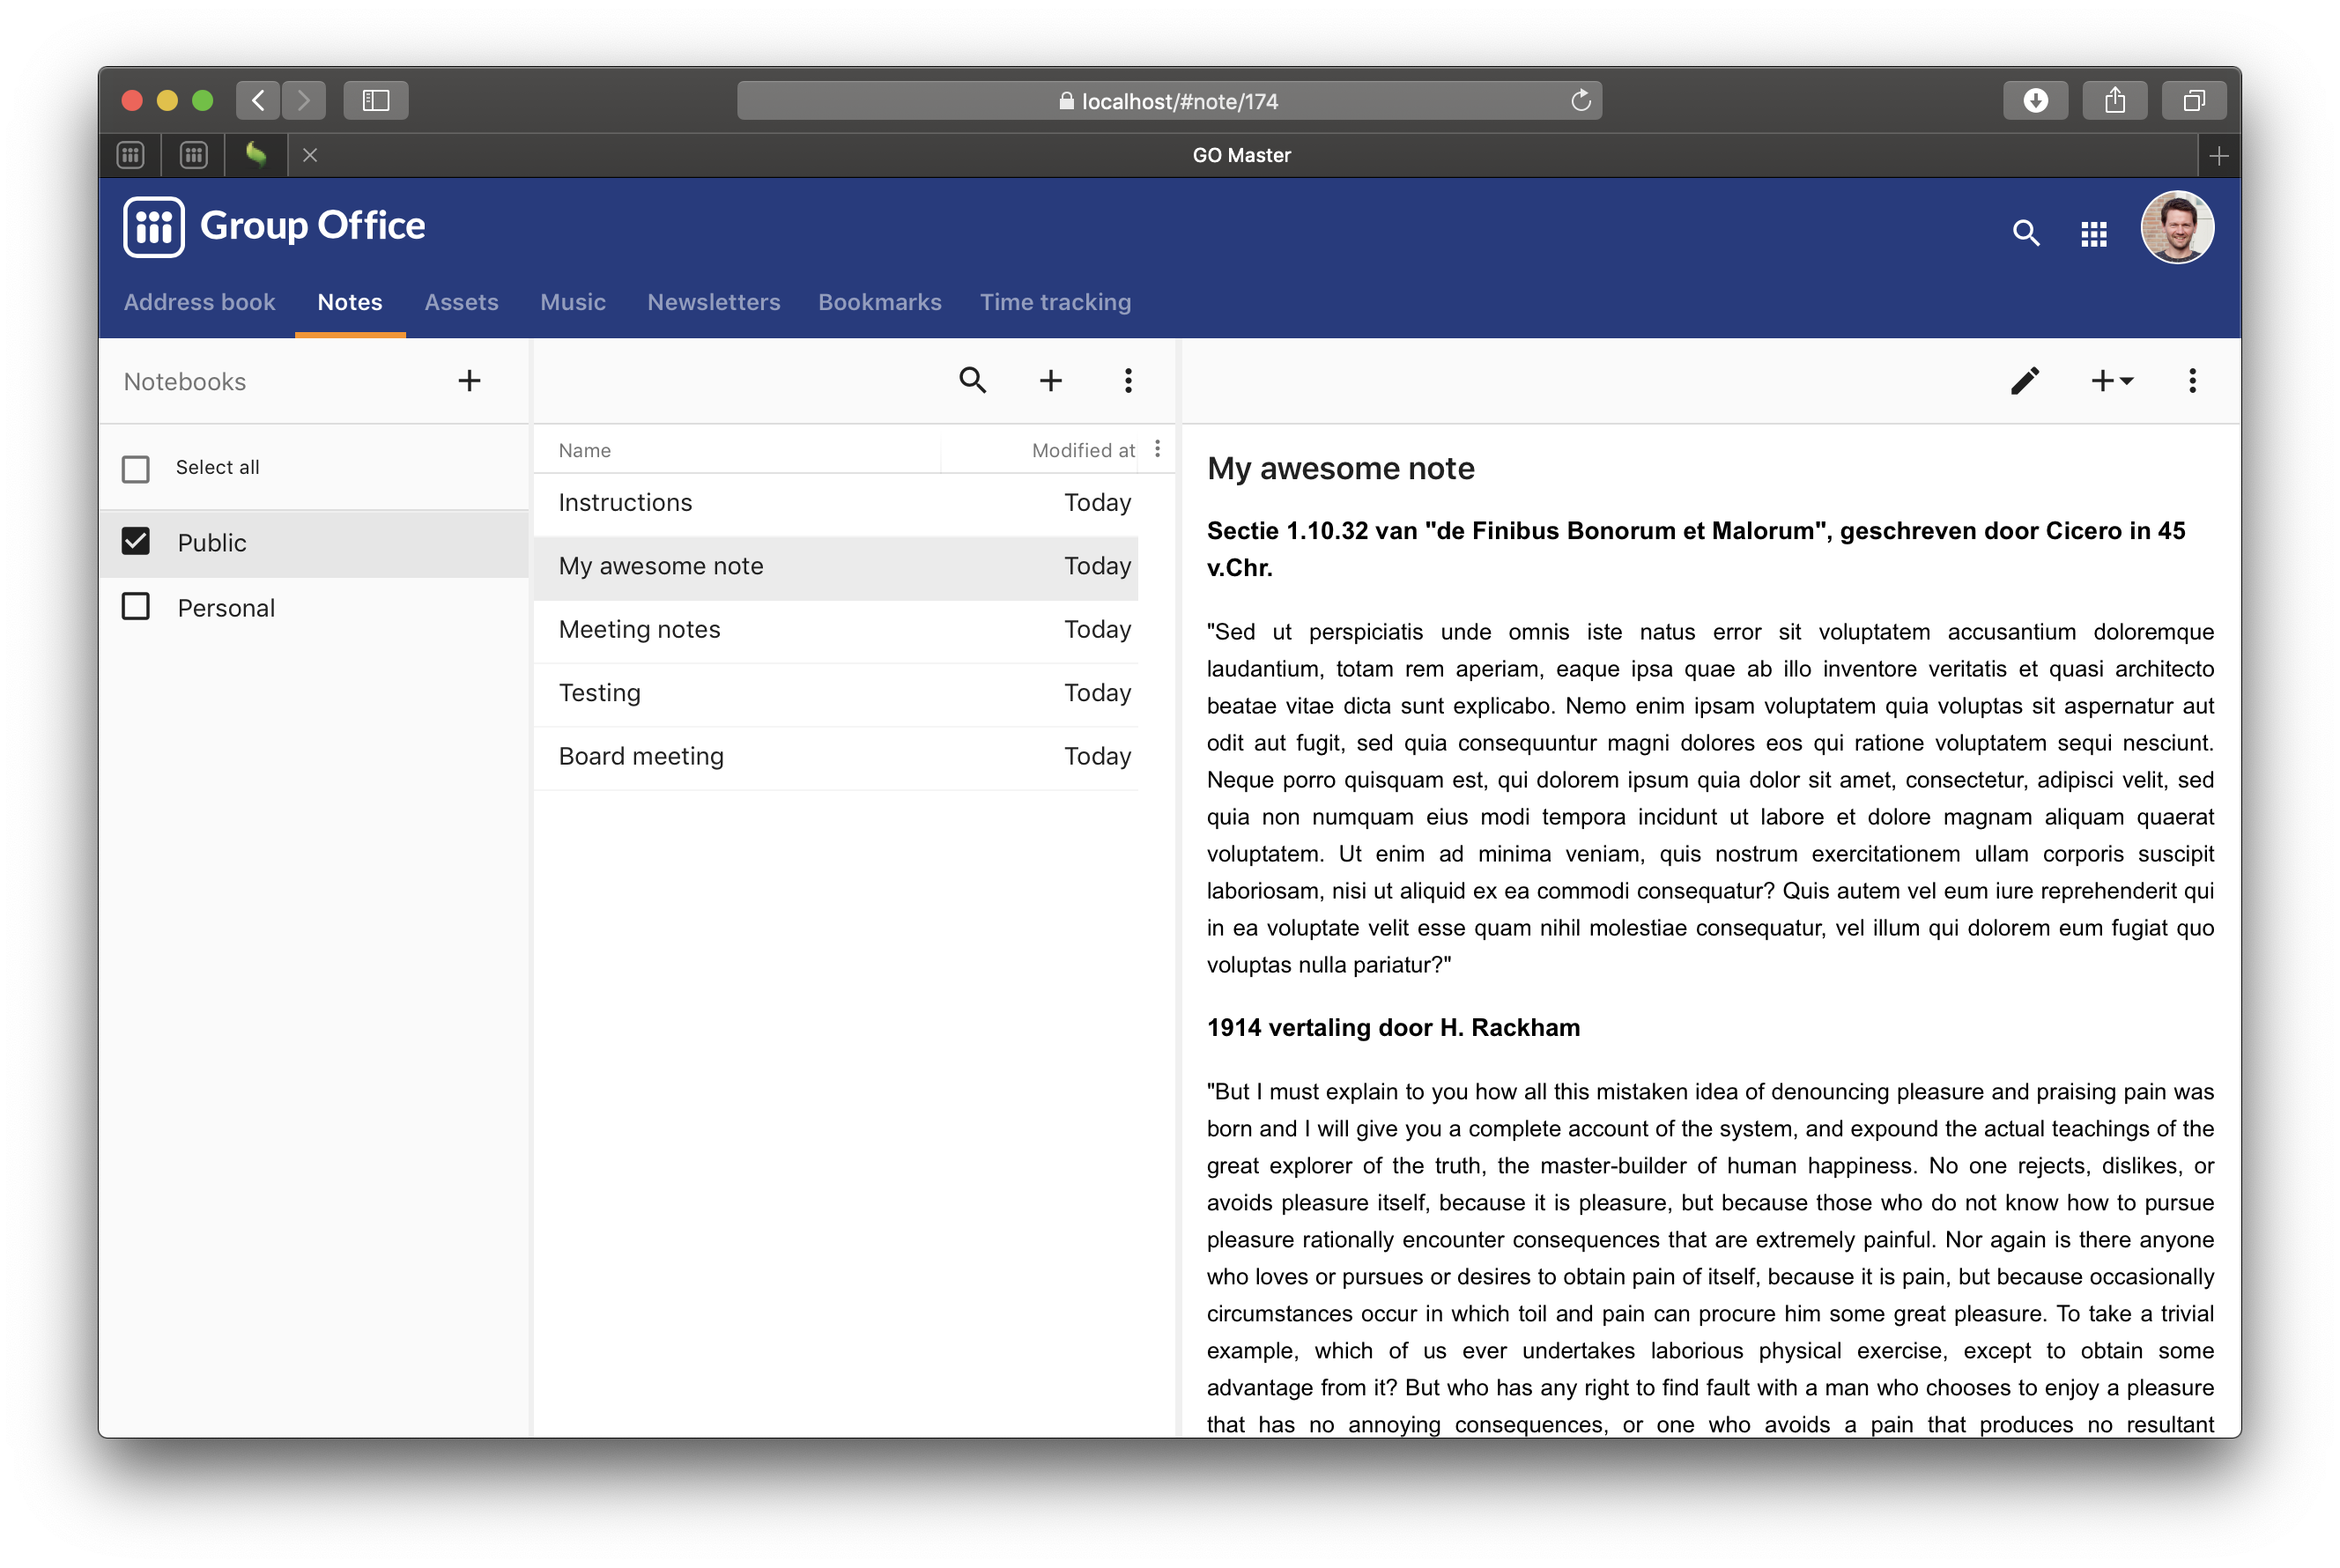 localhost/#note/174
GO Master
Group Office
Address book Notes Assets Music Newsletters Bookmarks Time tracking
Notebooks
Select all
Public
Personal
Name Modified at
Instructions Today
My awesome note Today
Meeting notes Today
Testing Today
Board meeting Today
My awesome note
Sectie 1.10.32 van "de Finibus Bonorum et Malorum", geschreven door Cicero in 45
v.Chr.
"Sed ut perspiciatis unde omnis iste natus error sit voluptatem accusantium doloremque
laudantium, totam rem aperiam, eaque ipsa quae ab illo inventore veritatis et quasi architecto
beatae vitae dicta sunt explicabo. Nemo enim ipsam voluptatem quia voluptas sit aspernatur aut
odit aut fugit, sed quia consequuntur magni dolores eos qui ratione voluptatem sequi nesciunt.
Neque porro quisquam est, qui dolorem ipsum quia dolor sit amet, consectetur, adipisci velit, sed
quia non numquam eius modi tempora incidunt ut labore et dolore magnam aliquam quaerat
voluptatem. Ut enim ad minima veniam, quis nostrum exercitationem ullam corporis suscipit
laboriosam, nisi ut aliquid ex ea commodi consequatur? Quis autem vel eum iure reprehenderit qui
in ea voluptate velit esse quam nihil molestiae consequatur, vel illum qui dolorem eum fugiat quo
voluptas nulla pariatur?"
1914 vertaling door H. Rackham
"But I must explain to you how all this mistaken idea of denouncing pleasure and praising pain was
born and I will give you a complete account of the system, and expound the actual teachings of the
great explorer of the truth, the master-builder of human happiness. No one rejects, dislikes, or
avoids pleasure itself, because it is pleasure, but because those who do not know how to pursue
pleasure rationally encounter consequences that are extremely painful. Nor again is there anyone
who loves or pursues or desires to obtain pain of itself, because it is pain, but because occasionally
circumstances occur in which toil and pain can procure him some great pleasure. To take a trivial
example, which of us ever undertakes laborious physical exercise, except to obtain some
advantage from it? But who has any right to find fault with a man who chooses to enjoy a pleasure
that has no annoying consequences, or one who avoids a pain that produces no resultant